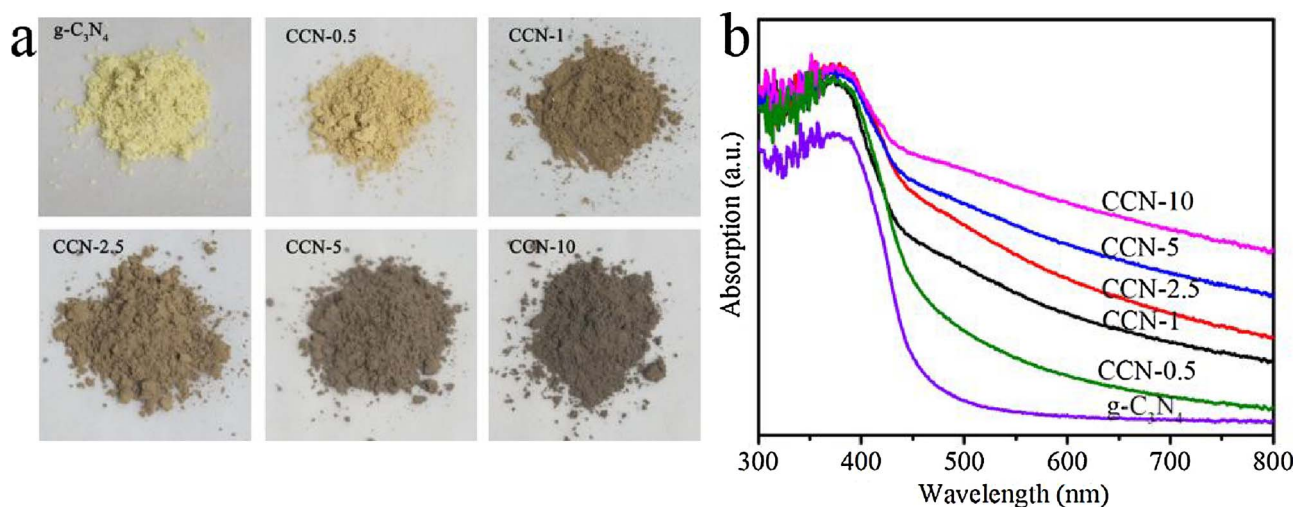 a
g-C₃N₄
CCN-0.5
CCN-1
CCN-2.5
CCN-5
CCN-10
b
Absorption (a.u.)
CCN-10
CCN-5
CCN-2.5
CCN-1
CCN-0.5
g-C₃N₄
300 400 500 600 700 800
Wavelength (nm)